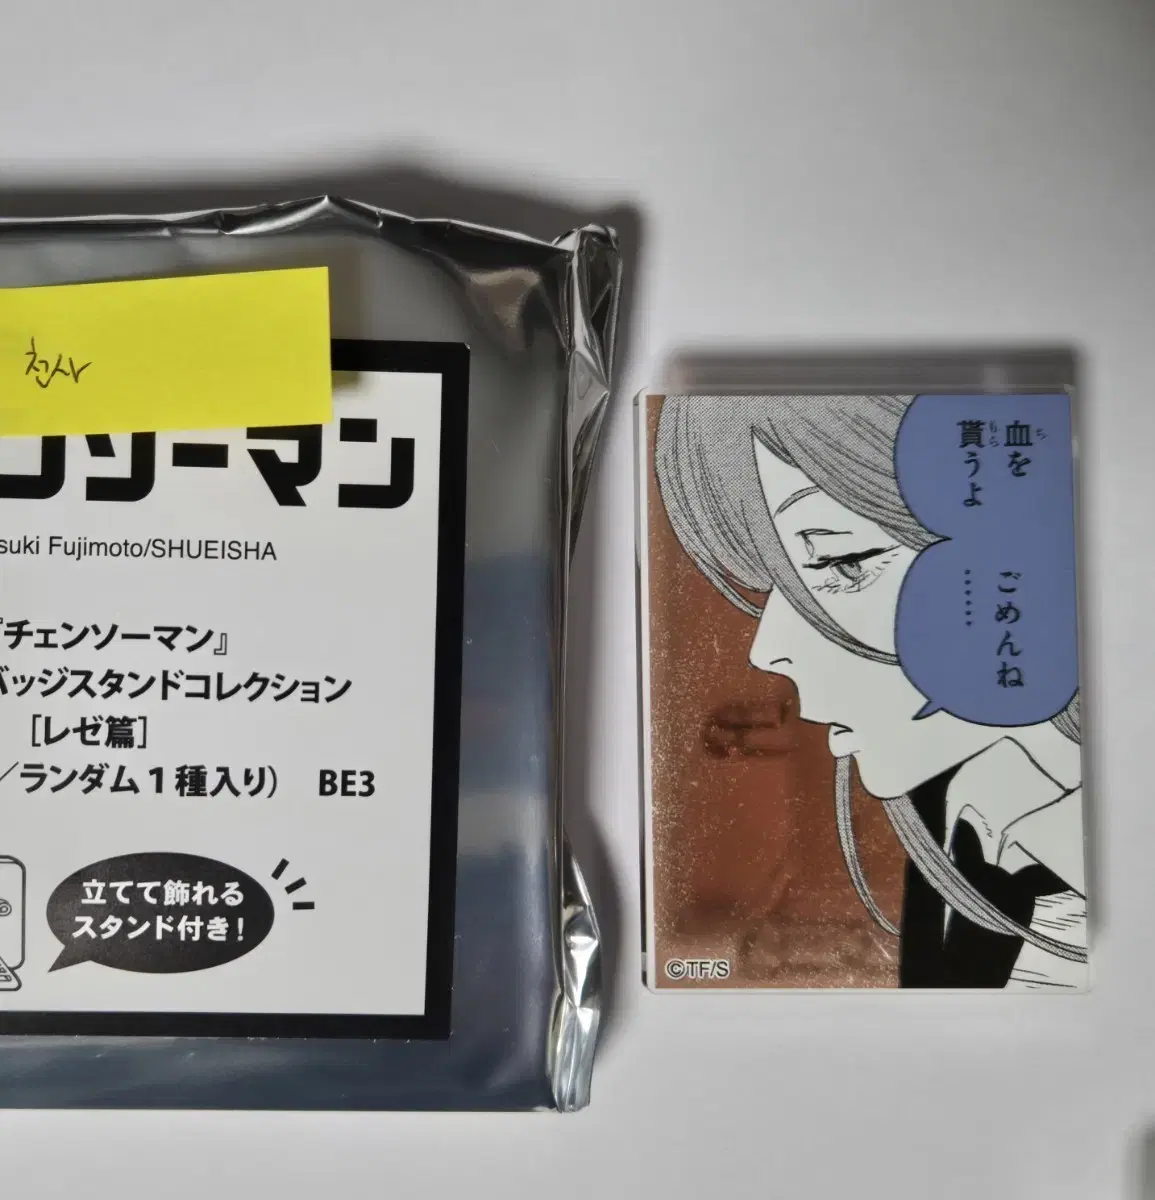 천사
ンソーマン
suki Fujimoto/SHUEISHA
『チェンソーマン』
バッジスタンドコレクション
[レゼ篇]
／ランダム1種入り) BE3
立てて飾れる
スタンド付き!
血を
貰うよ
ごめんね
……
©TF/S